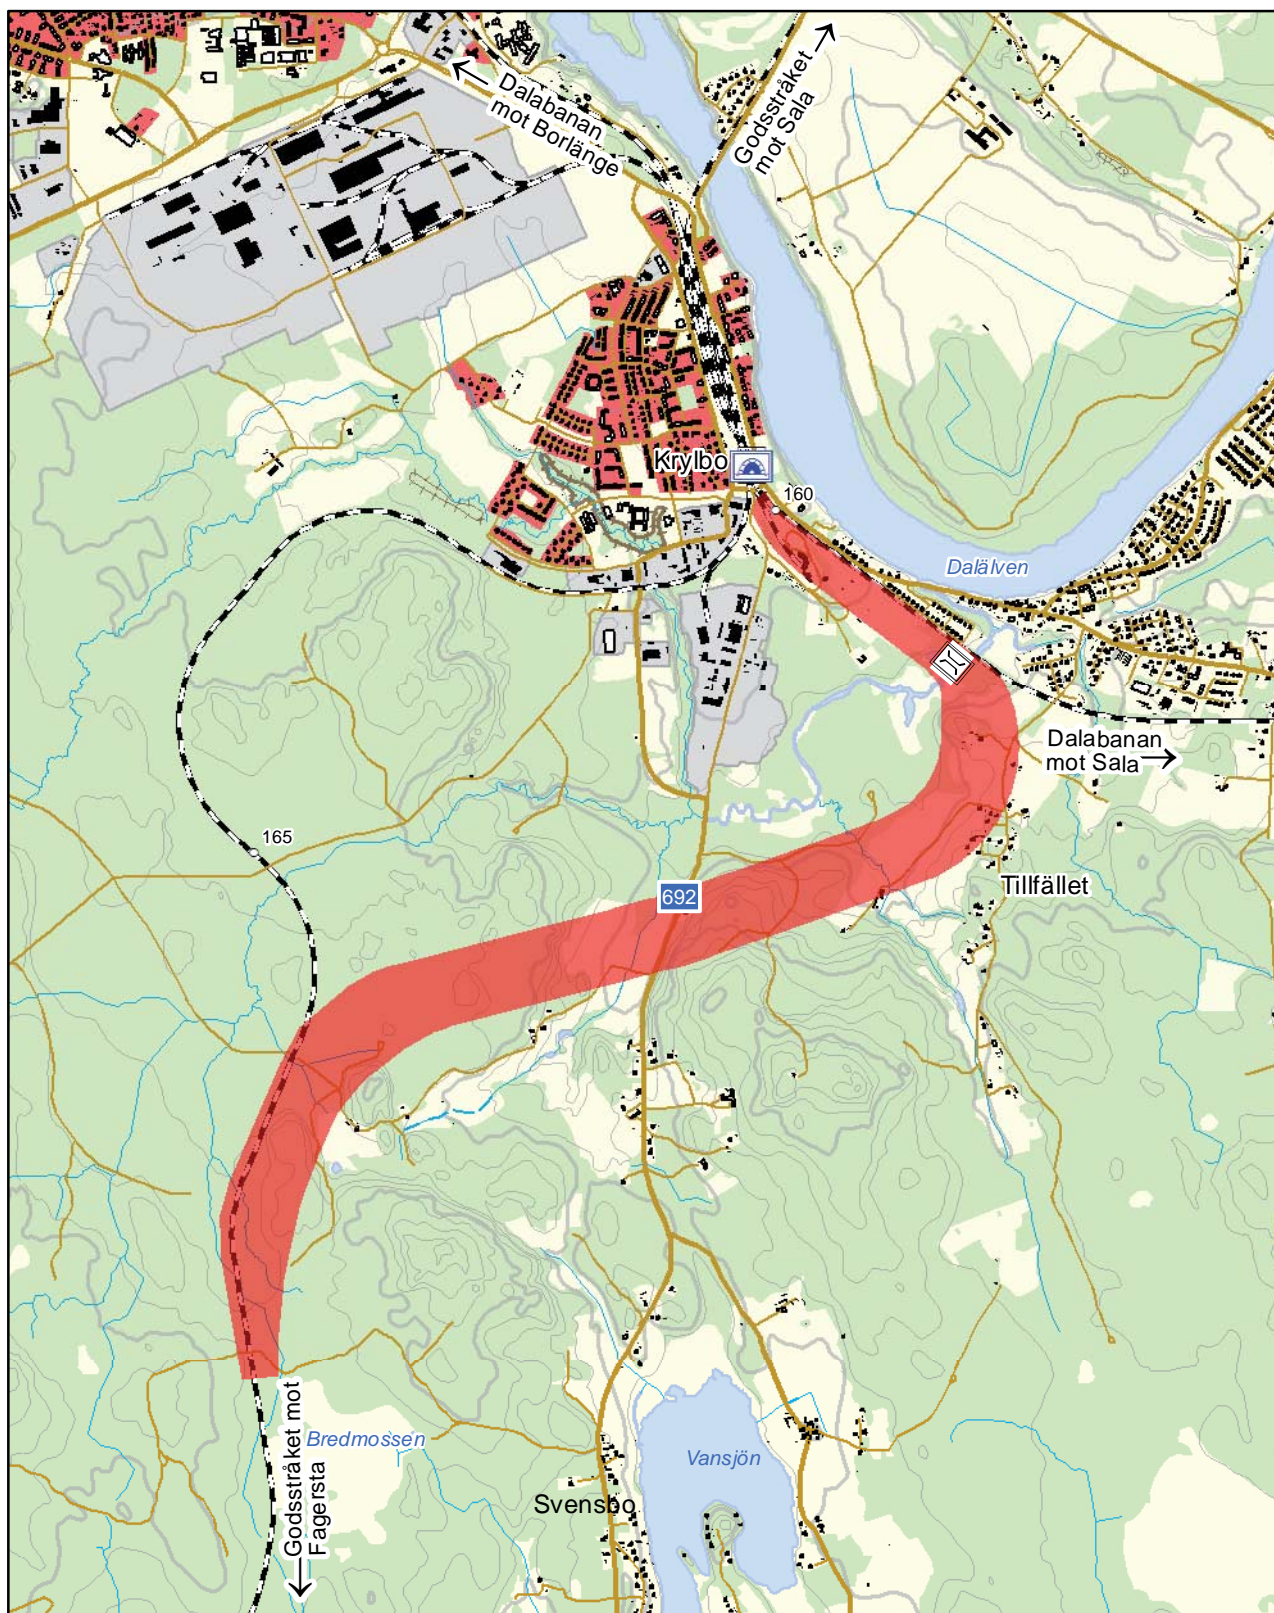 Dalabanan
mot Borlänge
Godsstråket
mot Sala
Krylbo
160
Dalälven
Dalabanan
mot Sala
165
Tillfället
692
Godsstråket mot
Fagersta
Bredmossen
Vansjön
Svensbo